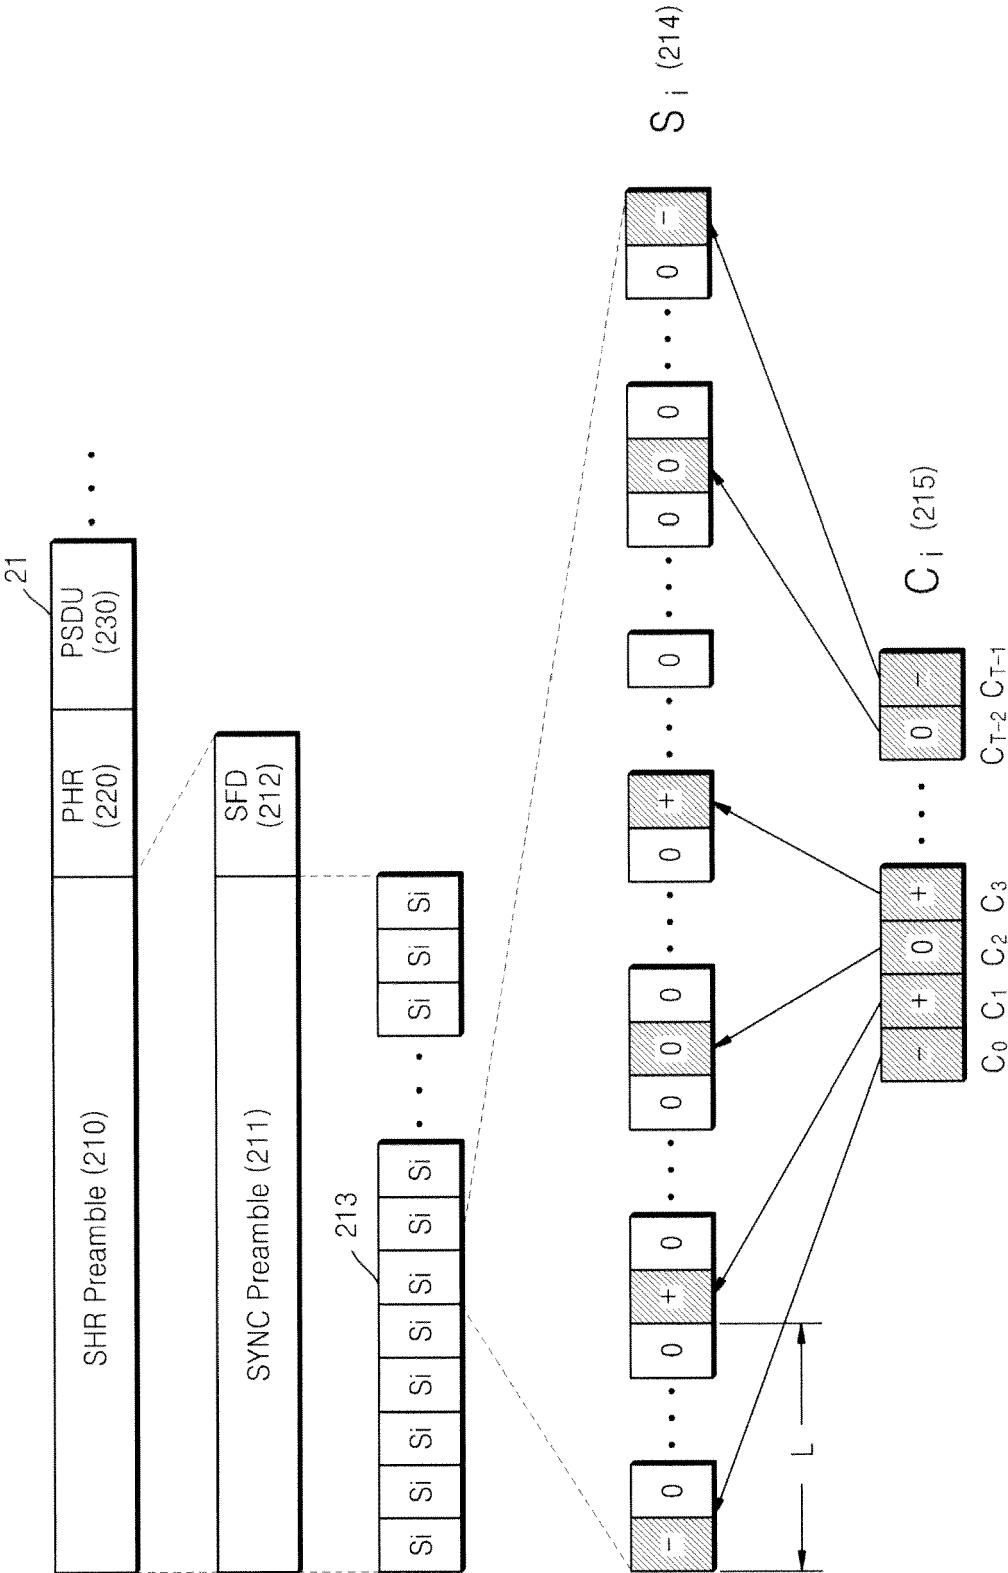 21
SHR Preamble (210) PHR (220) PSDU (230) • • •
SYNC Preamble (211) SFD (212)
213
Si Si Si Si Si Si Si Si • • • Si Si Si
- 0 • • • 0 + 0 • • • 0 0 0 • • • 0 + • • • 0 • • • 0 0 0 • • • 0 - S i (214)
L
- + 0 + • • • 0 - C i (215)
C0 C1 C2 C3 CT-2 CT-1